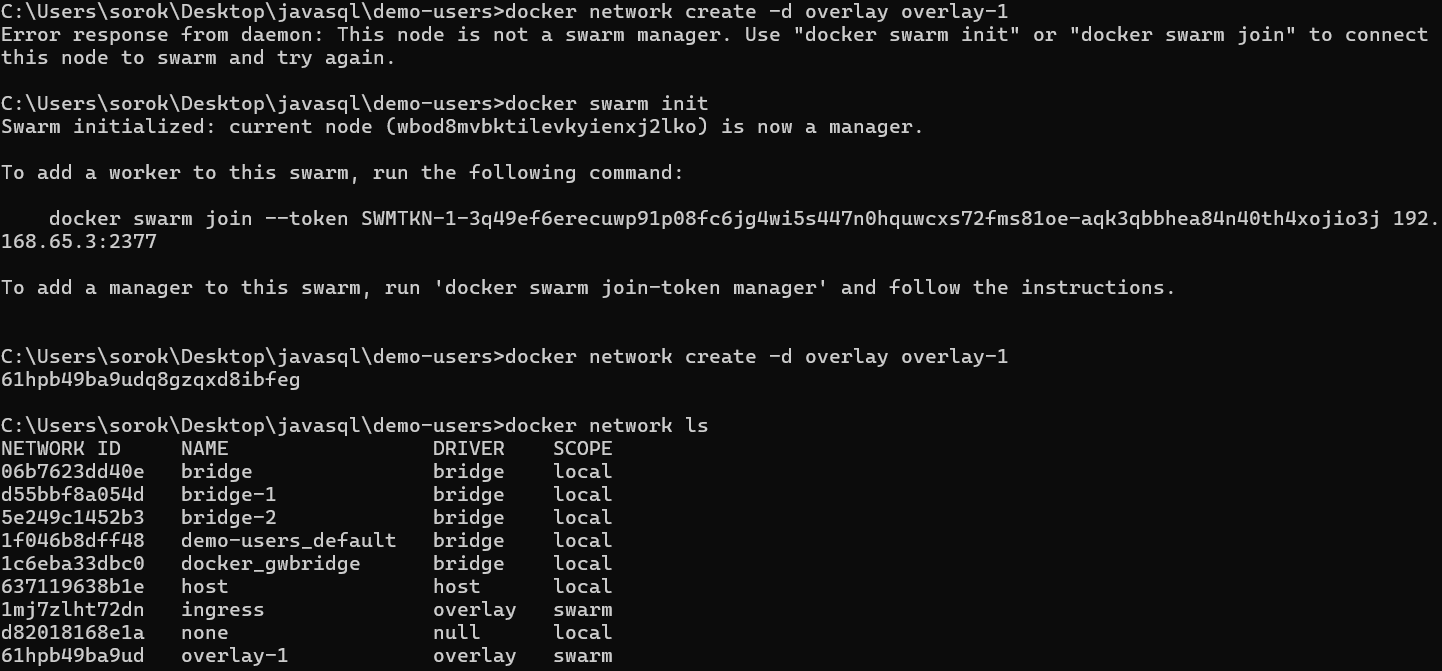 C:\Users\sorok\Desktop\javasql\demo-users>docker network create -d overlay overlay-1
Error response from daemon: This node is not a swarm manager. Use "docker swarm init" or "docker swarm join" to connect
this node to swarm and try again.
C:\Users\sorok\Desktop\javasql\demo-users>docker swarm init
Swarm initialized: current node (wbod8mvbktilevkyienxj2lko) is now a manager.
To add a worker to this swarm, run the following command:
docker swarm join --token SWMTKN-1-3q49ef6erecuwp91p08fc6jg4wi5s447n0hquwcxs72fms81oe-aqk3qbbhea84n40th4xojio3j 192.
168.65.3:2377
To add a manager to this swarm, run 'docker swarm join-token manager' and follow the instructions.
C:\Users\sorok\Desktop\javasql\demo-users>docker network create -d overlay overlay-1
61hpb49ba9udq8gzqxd8ibfeg
C:\Users\sorok\Desktop\javasql\demo-users>docker network ls
NETWORK ID     NAME                 DRIVER    SCOPE
06b7623dd40e   bridge               bridge    local
d55bbf8a054d   bridge-1             bridge    local
5e249c1452b3   bridge-2             bridge    local
1f046b8dff48   demo-users_default   bridge    local
1c6eba33dbc0   docker_gwbridge      bridge    local
637119638b1e   host                 host      local
1mj7zlht72dn   ingress              overlay   swarm
d82018168e1a   none                 null      local
61hpb49ba9ud   overlay-1            overlay   swarm